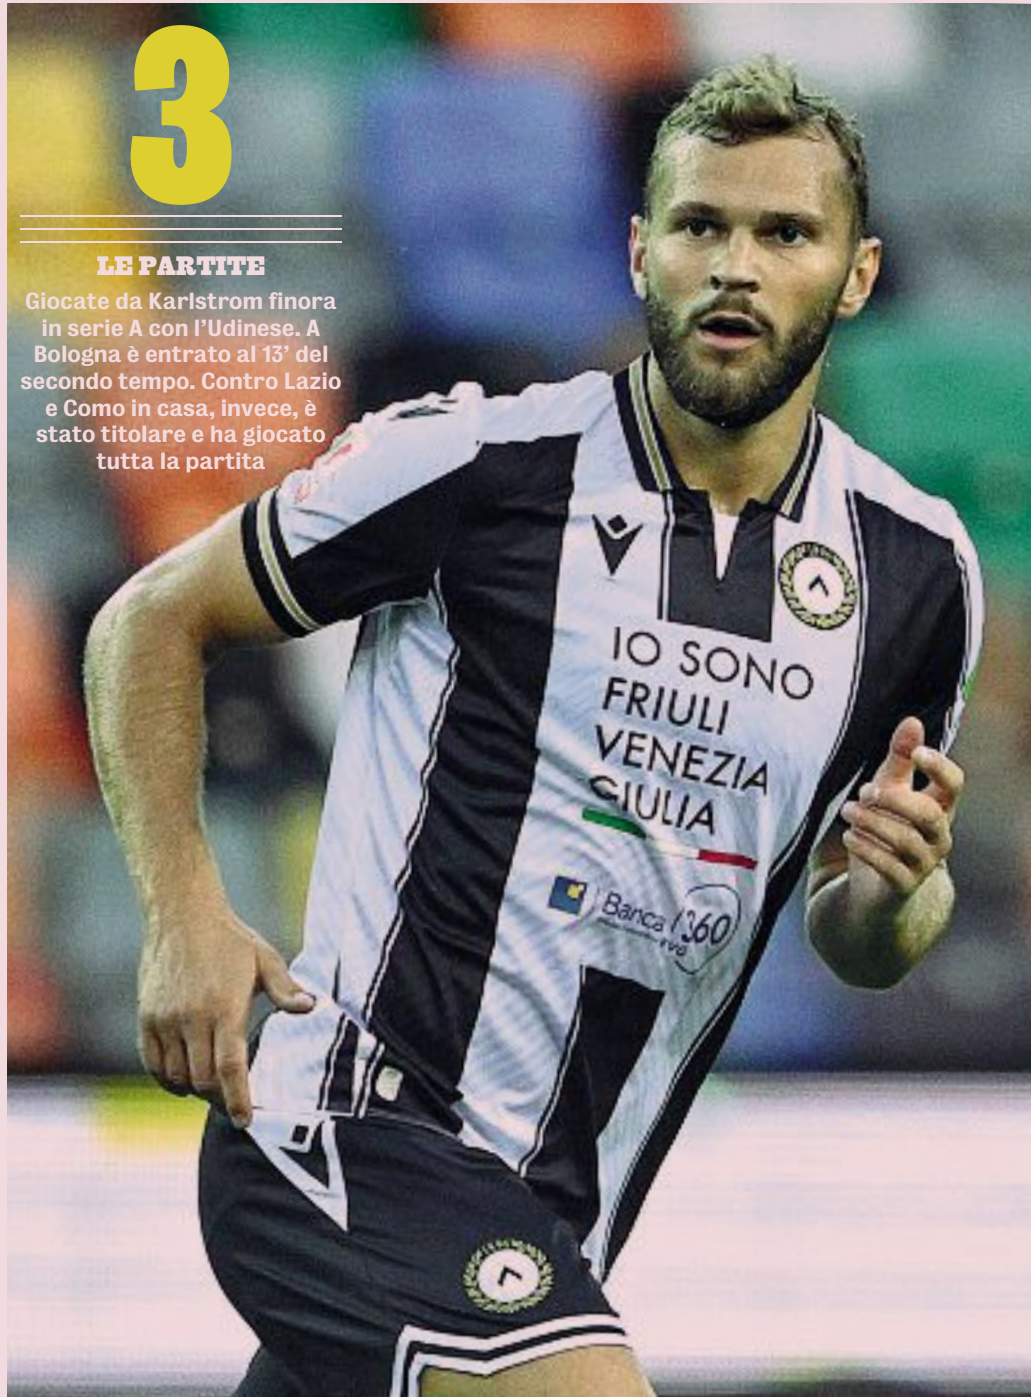 3
LE PARTITE
Giocate da Karlstrom finora
in serie A con l’Udinese. A
Bologna è entrato al 13’ del
secondo tempo. Contro Lazio
e Como in casa, invece, è
stato titolare e ha giocato
tutta la partita
IO SONO
FRIULI
VENEZIA
GIULIA
Banca 360
FVG